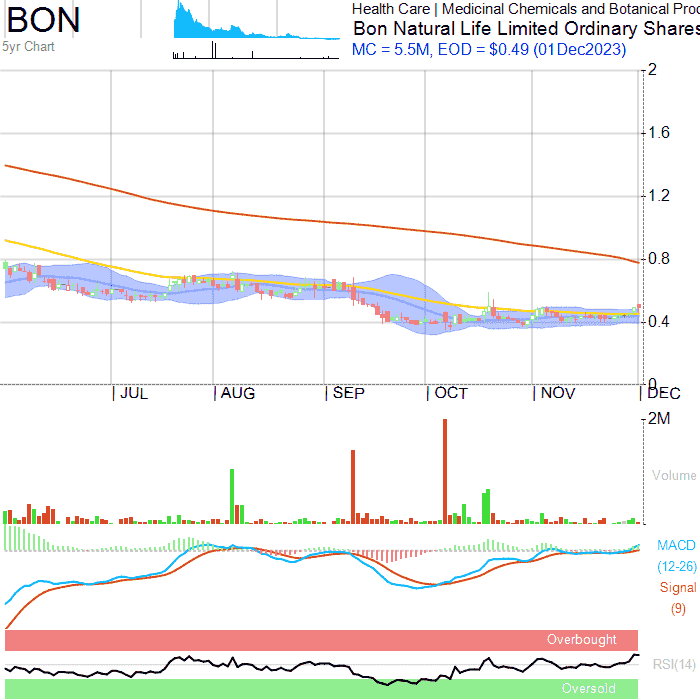 BON
5yr Chart
Health Care | Medicinal Chemicals and Botanical Prod
Bon Natural Life Limited Ordinary Shares
MC = 5.5M, EOD = $0.49 (01Dec2023)
2
1.6
1.2
0.8
0.4
0
JUL AUG SEP OCT NOV DEC
2M
Volume
MACD
(12-26)
Signal
(9)
Overbought
RSI(14)
Oversold